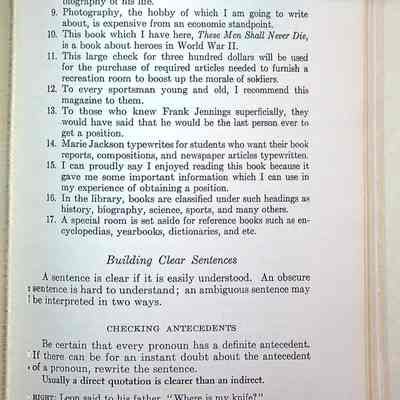 biography of his life.
9. Photography, the hobby of which I am going to write
about, is expensive from an economic standpoint.
10. This book which I have here, These Men Shall Never Die,
is a book about heroes in World War II.
11. This large check for three hundred dollars will be used
for the purchase of required articles needed to furnish a
recreation room to boost up the morale of soldiers.
12. To every sportsman young and old, I recommend this
magazine to them.
13. To those who knew Frank Jennings superficially, they
would have said that he would be the last person ever to
get a position.
14. Marie Jackson typewrites for students who want their book
reports, compositions, and newspaper articles typewritten.
15. I can proudly say I enjoyed reading this book because it
gave me some important information which I can use in
my experience of obtaining a position.
16. In the library, books are classified under such headings as
history, biography, science, sports, and many others.
17. A special room is set aside for reference books such as en-
cyclopedias, yearbooks, dictionaries, and etc.
Building Clear Sentences
A sentence is clear if it is easily understood. An obscure
sentence is hard to understand; an ambiguous sentence may
be interpreted in two ways.
CHECKING ANTECEDENTS
Be certain that every pronoun has a definite antecedent.
If there can be for an instant doubt about the antecedent
of a pronoun, rewrite the sentence.
Usually a direct quotation is clearer than an indirect.
RIGHT: Leon said to his father, "Where is my knife?"